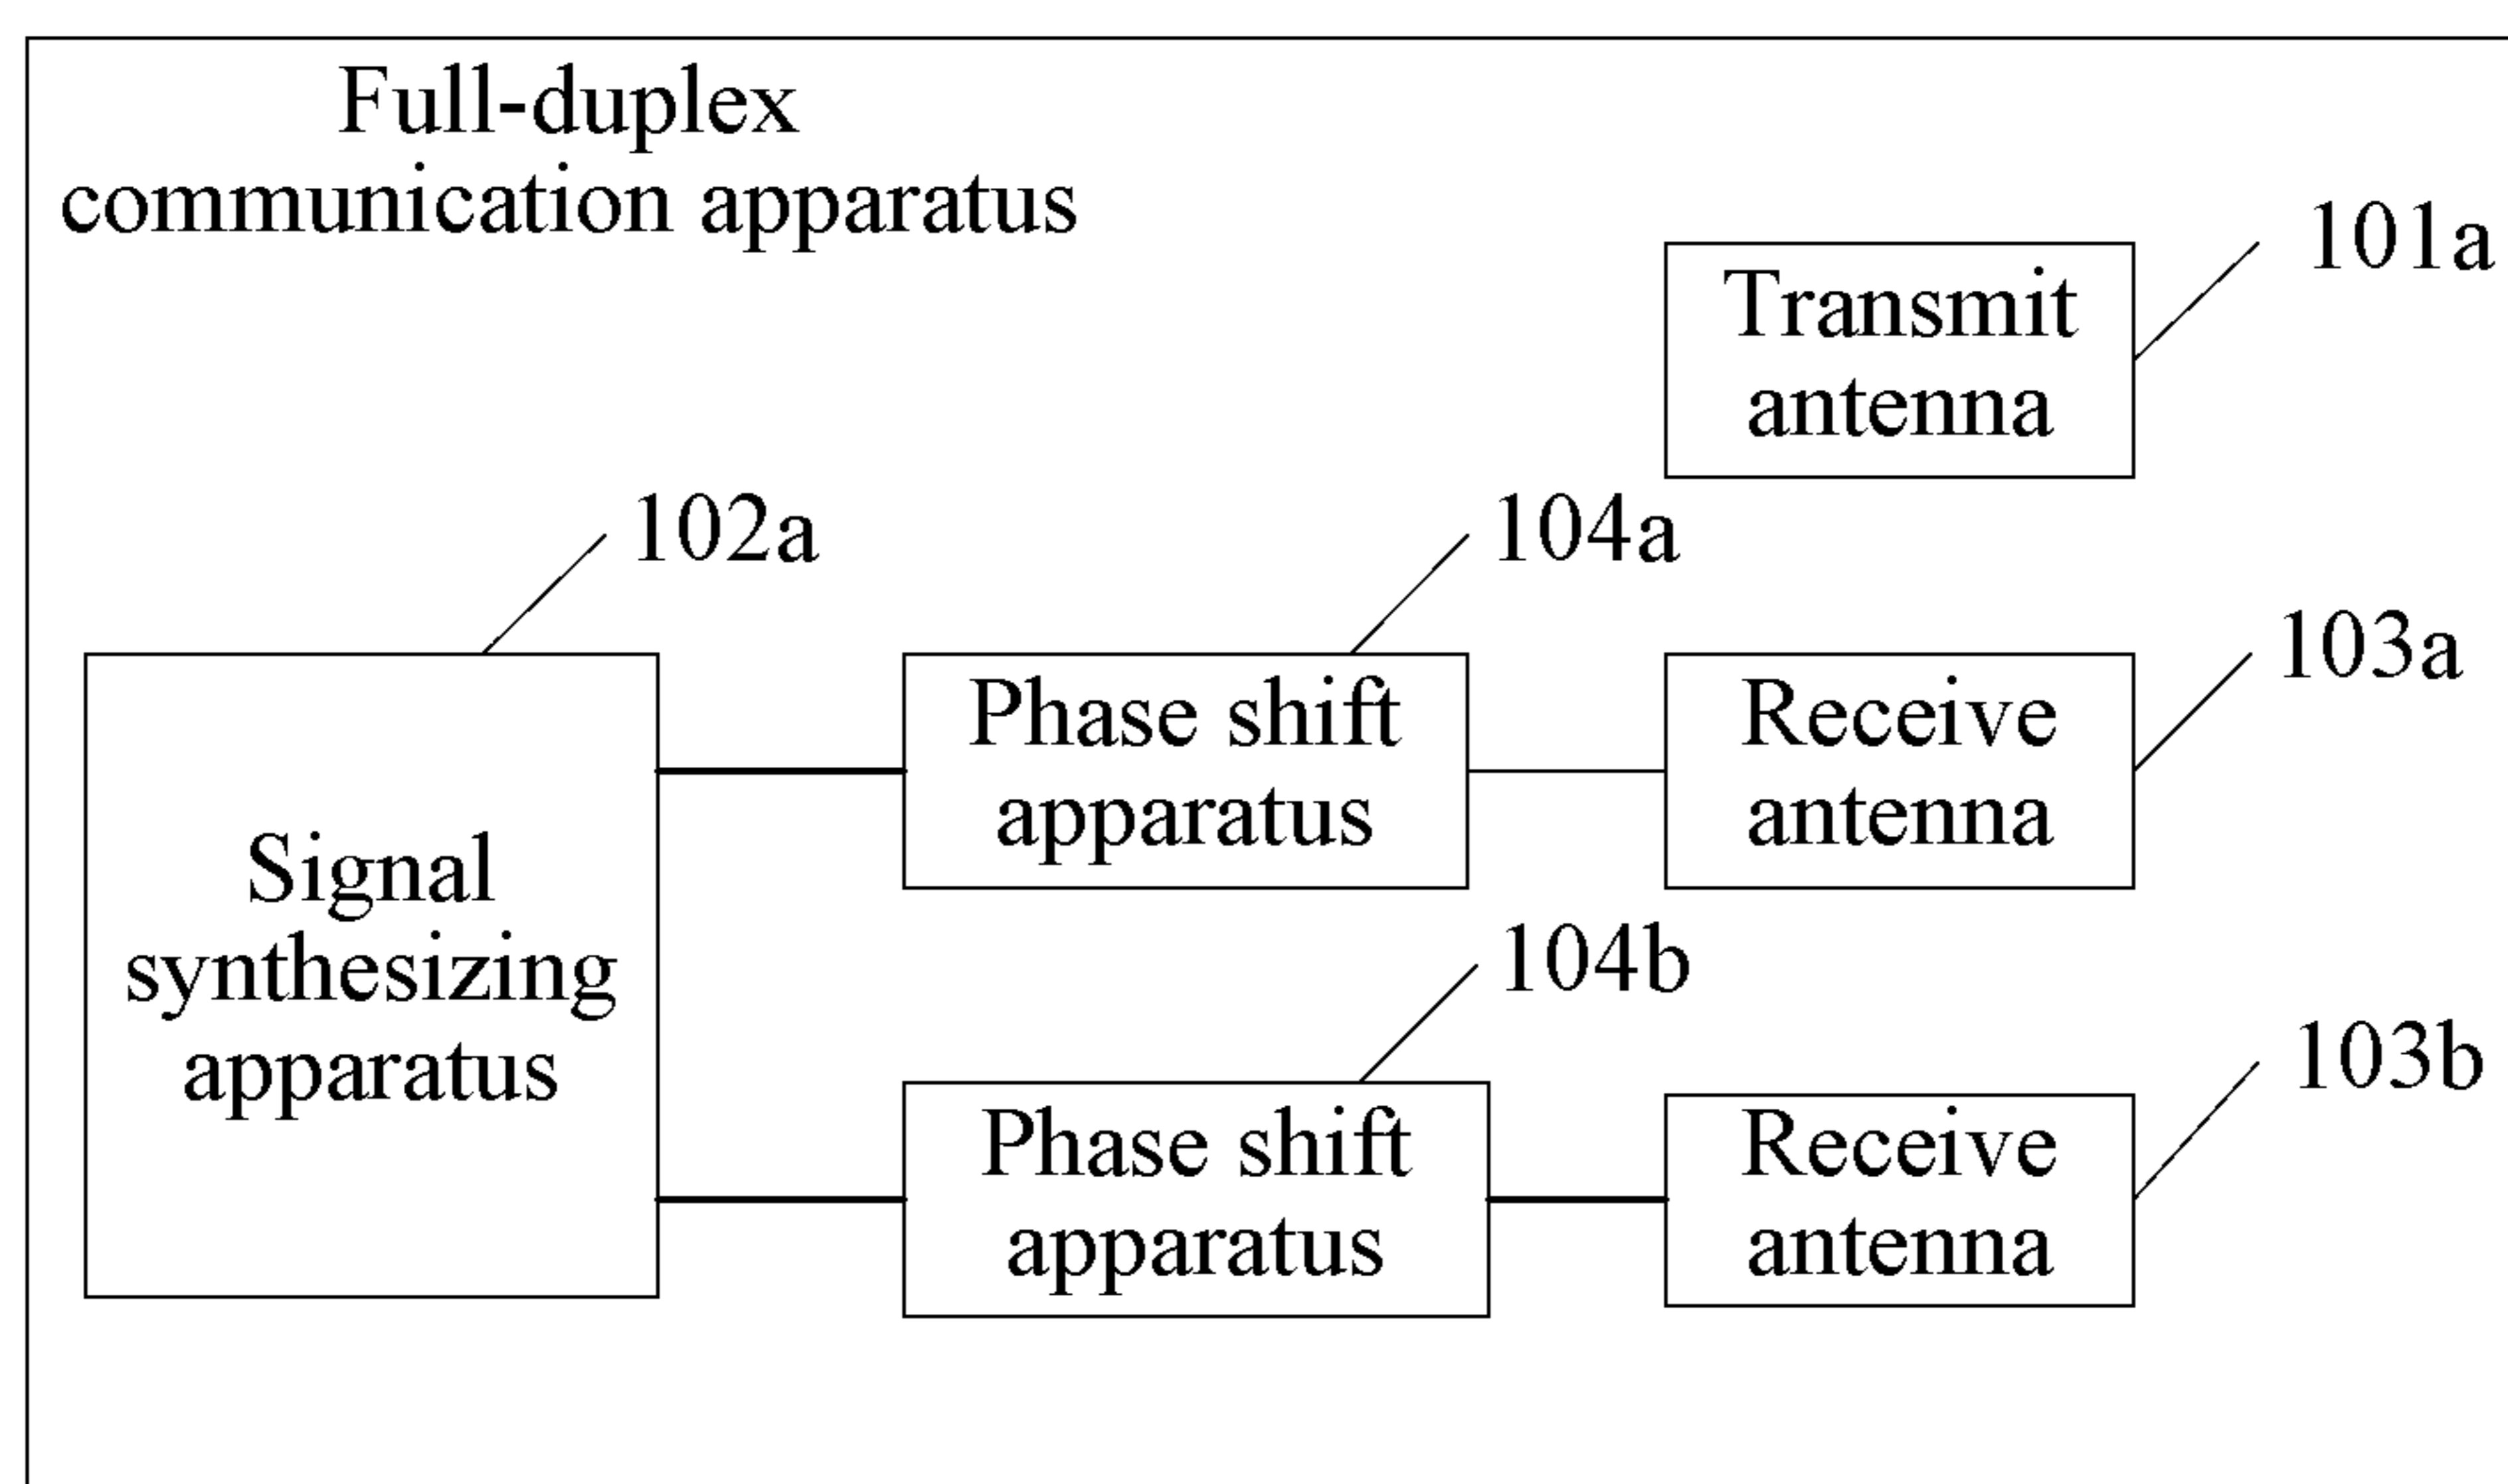 Full-duplex
communication apparatus
101a
Transmit
antenna
102a
104a
103a
Phase shift
apparatus
Receive
antenna
Signal
synthesizing
apparatus
104b
103b
Phase shift
apparatus
Receive
antenna